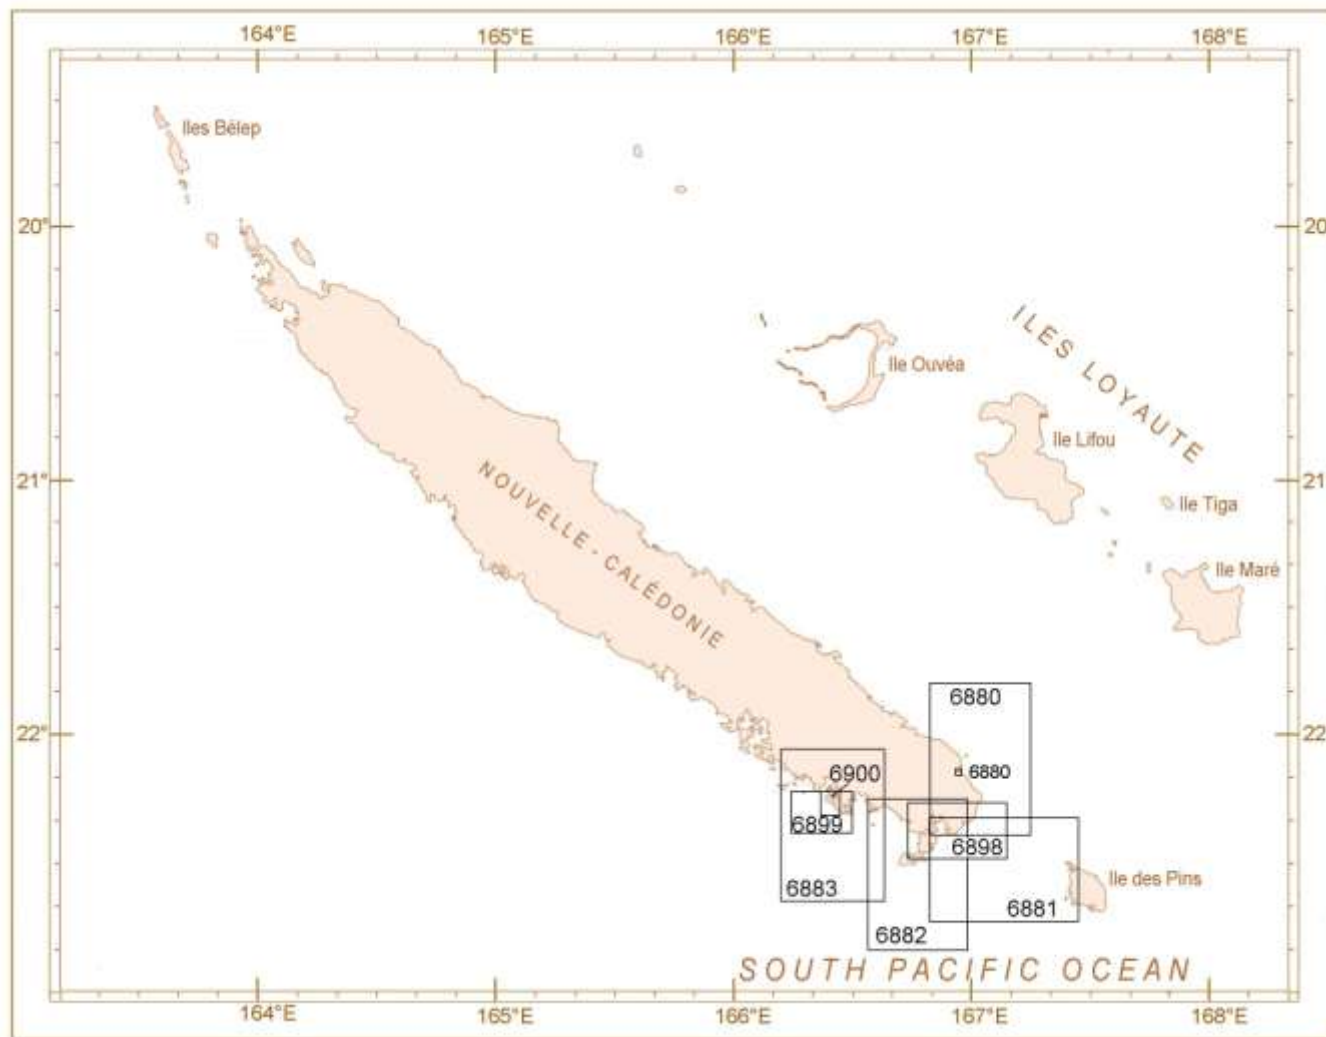 164°E 165°E 166°E 167°E 168°E
Iles Bélep
20° 20
ILES LOYAUTE
Ile Ouvéa
Ile Lifou
21° 21
NOUVELLE - CALÉDONIE
Ile Tiga
Ile Maré
6880
22° 22
6900 6880
6899
6898
Ile des Pins
6883
6881
6882
SOUTH PACIFIC OCEAN
164°E 165°E 166°E 167°E 168°E